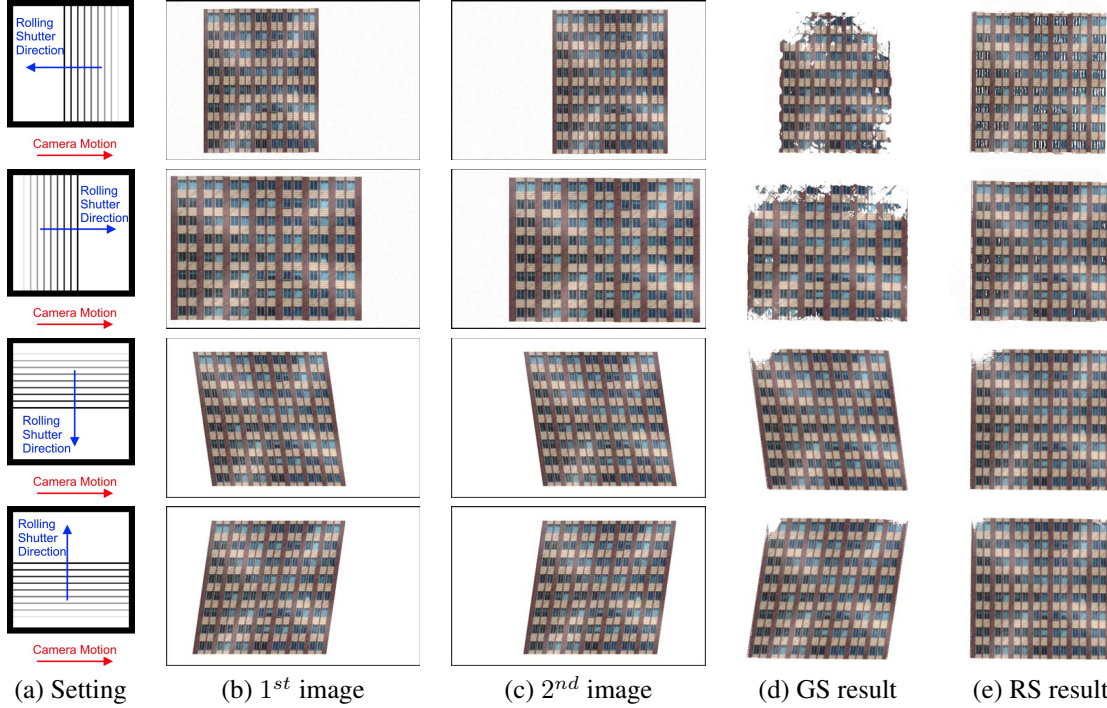 Rolling
Shutter
Direction
Camera Motion
Rolling
Shutter
Direction
Camera Motion
Rolling
Shutter
Direction
Camera Motion
Rolling
Shutter
Direction
Camera Motion
(a) Setting (b) 1st image (c) 2nd image (d) GS result (e) RS result